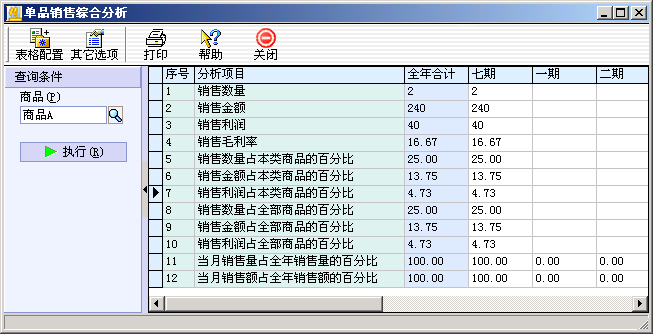 单品销售综合分析
表格配置 其它选项 打印 帮助 关闭
查询条件
商品(P)
商品A
执行(R)
序号 分析项目 全年合计 七期 一期 二期
1 销售数量 2 2
2 销售金额 240 240
3 销售利润 40 40
4 销售毛利率 16.67 16.67
5 销售数量占本类商品的百分比 25.00 25.00
6 销售金额占本类商品的百分比 13.75 13.75
7 销售利润占本类商品的百分比 4.73 4.73
8 销售数量占全部商品的百分比 25.00 25.00
9 销售金额占全部商品的百分比 13.75 13.75
10 销售利润占全部商品的百分比 4.73 4.73
11 当月销售量占全年销售量的百分比 100.00 100.00 0.00 0.00
12 当月销售额占全年销售额的百分比 100.00 100.00 0.00 0.00